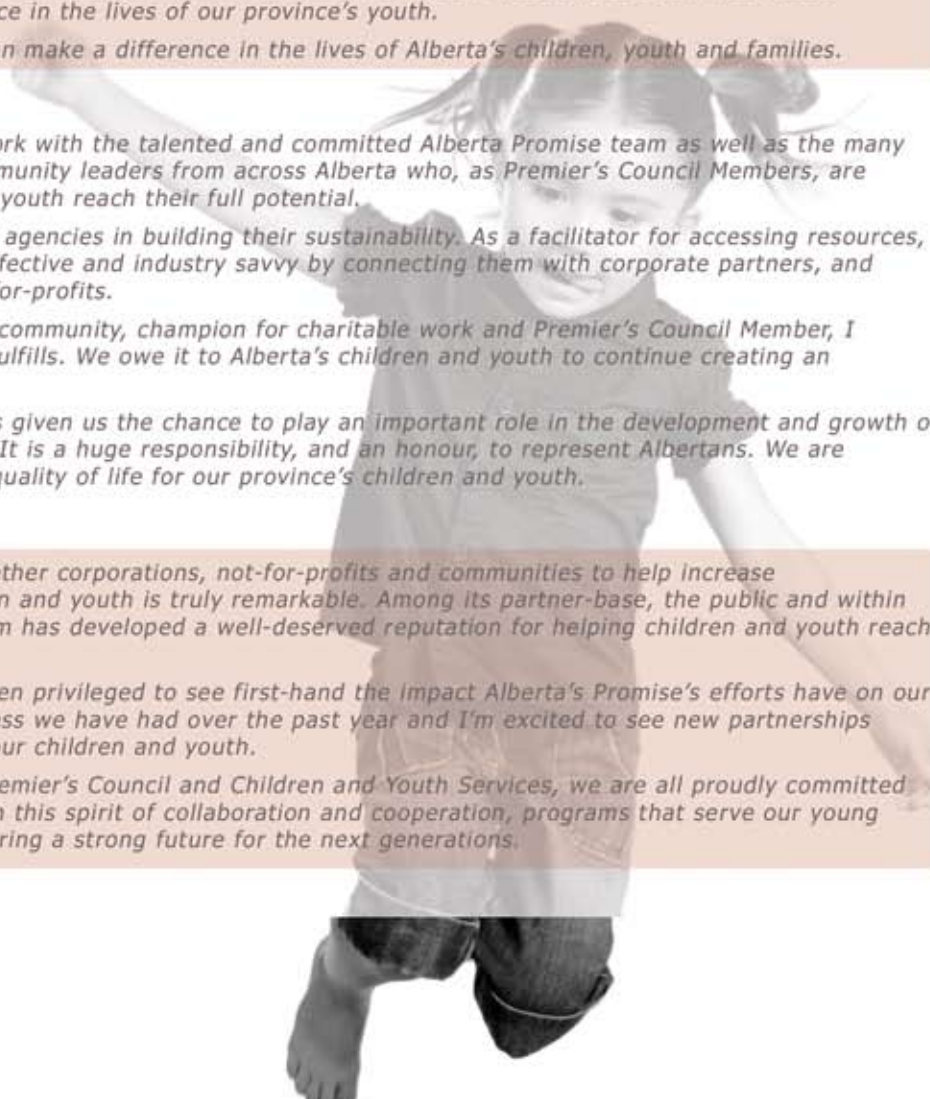 ce in the lives of our province's youth.
n make a difference in the lives of Alberta's children, youth and families.
ork with the talented and committed Alberta Promise team as well as the many
munity leaders from across Alberta who, as Premier's Council Members, are
youth reach their full potential.
agencies in building their sustainability. As a facilitator for accessing resources,
fective and industry savvy by connecting them with corporate partners, and
for-profits.
community, champion for charitable work and Premier's Council Member, I
ulfills. We owe it to Alberta's children and youth to continue creating an
s given us the chance to play an important role in the development and growth o
It is a huge responsibility, and an honour, to represent Albertans. We are
quality of life for our province's children and youth.
ther corporations, not-for-profits and communities to help increase
n and youth is truly remarkable. Among its partner-base, the public and within
m has developed a well-deserved reputation for helping children and youth reach
en privileged to see first-hand the impact Alberta's Promise's efforts have on our
ess we have had over the past year and I'm excited to see new partnerships
our children and youth.
emier's Council and Children and Youth Services, we are all proudly committed
n this spirit of collaboration and cooperation, programs that serve our young
ring a strong future for the next generations.